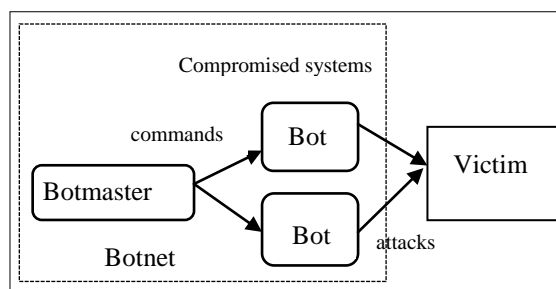 Compromised systems
commands
Bot
Victim
Botmaster
Bot
attacks
Botnet